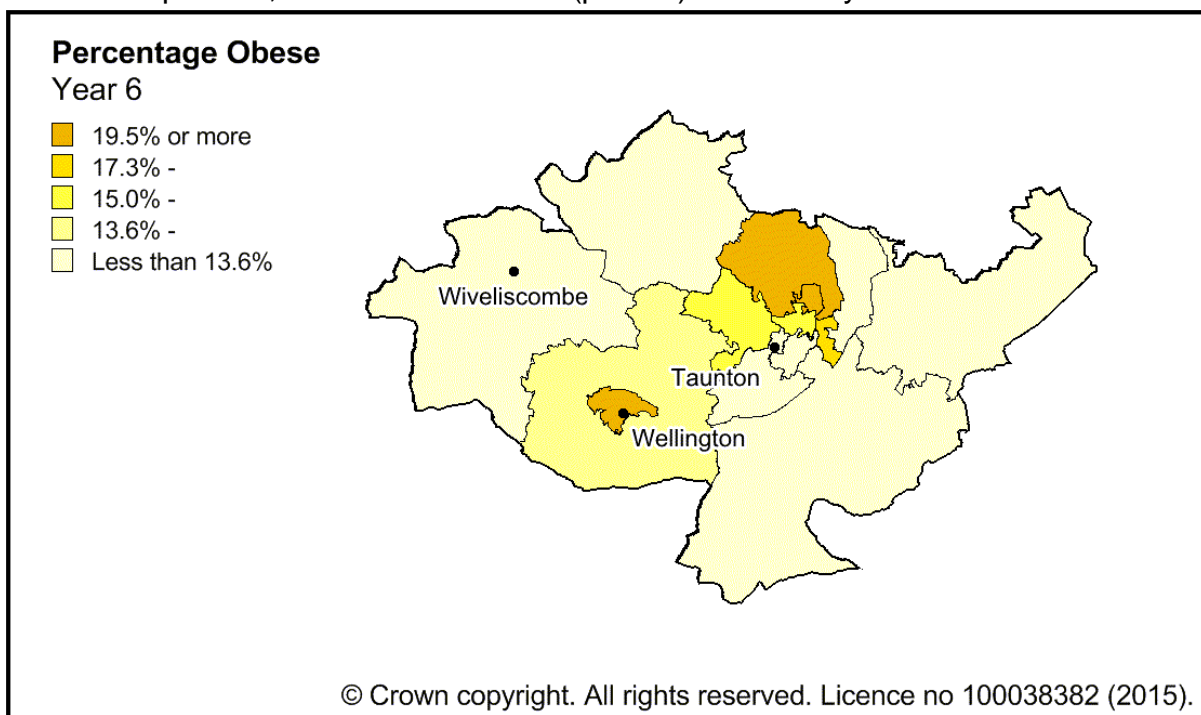 Percentage Obese
Year 6
19.5% or more
17.3% -
15.0% -
13.6% -
Less than 13.6%
Wiveliscombe
Taunton
Wellington
© Crown copyright. All rights reserved. Licence no 100038382 (2015).